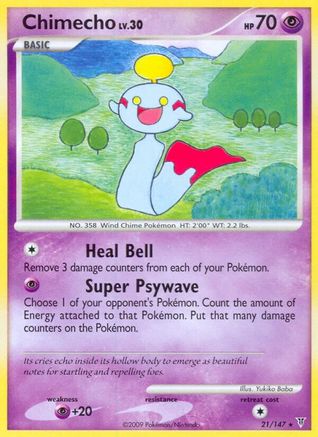 Chimecho LV.30 HP 70
BASIC
NO. 358 Wind Chime Pokémon HT: 2'00" WT: 2.2 lbs.
Heal Bell
Remove 3 damage counters from each of your Pokémon.
Super Psywave
Choose 1 of your opponent's Pokémon. Count the amount of
Energy attached to that Pokémon. Put that many damage
counters on the Pokémon.
Its cries echo inside its hollow body to emerge as beautiful
notes for startling and repelling foes.
Illus. Yukiko Baba
weakness resistance retreat cost
+20
©2009 Pokémon/Nintendo 21/147 ★